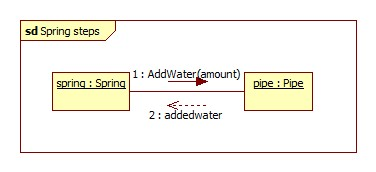 sd Spring steps
1 : AddWater(amount)
spring : Spring
pipe : Pipe
2 : addedwater